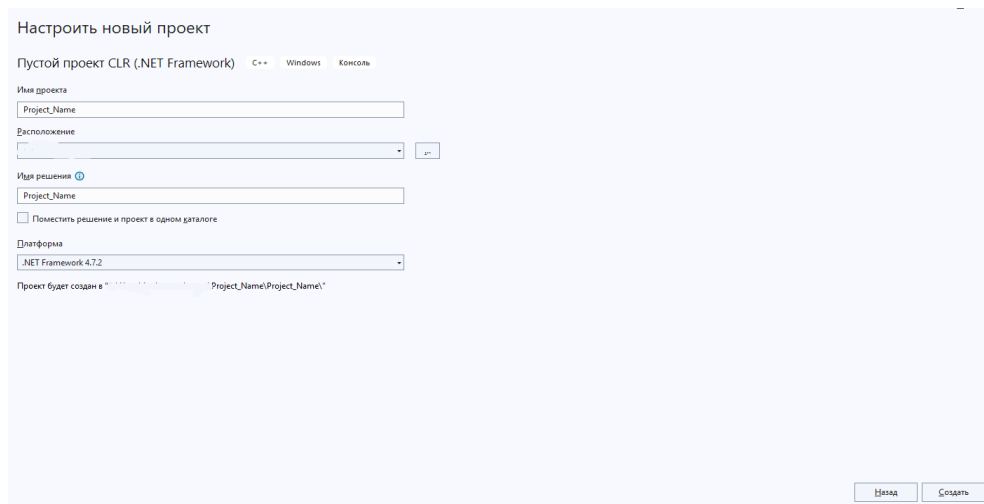 Настроить новый проект
Пустой проект CLR (.NET Framework) C++ Windows Консоль
Имя проекта
Project_Name
Расположение
...
Имя решения
Project_Name
Поместить решение и проект в одном каталоге
Платформа
.NET Framework 4.7.2
Проект будет создан в " Project_Name\Project_Name\"
Назад Создать